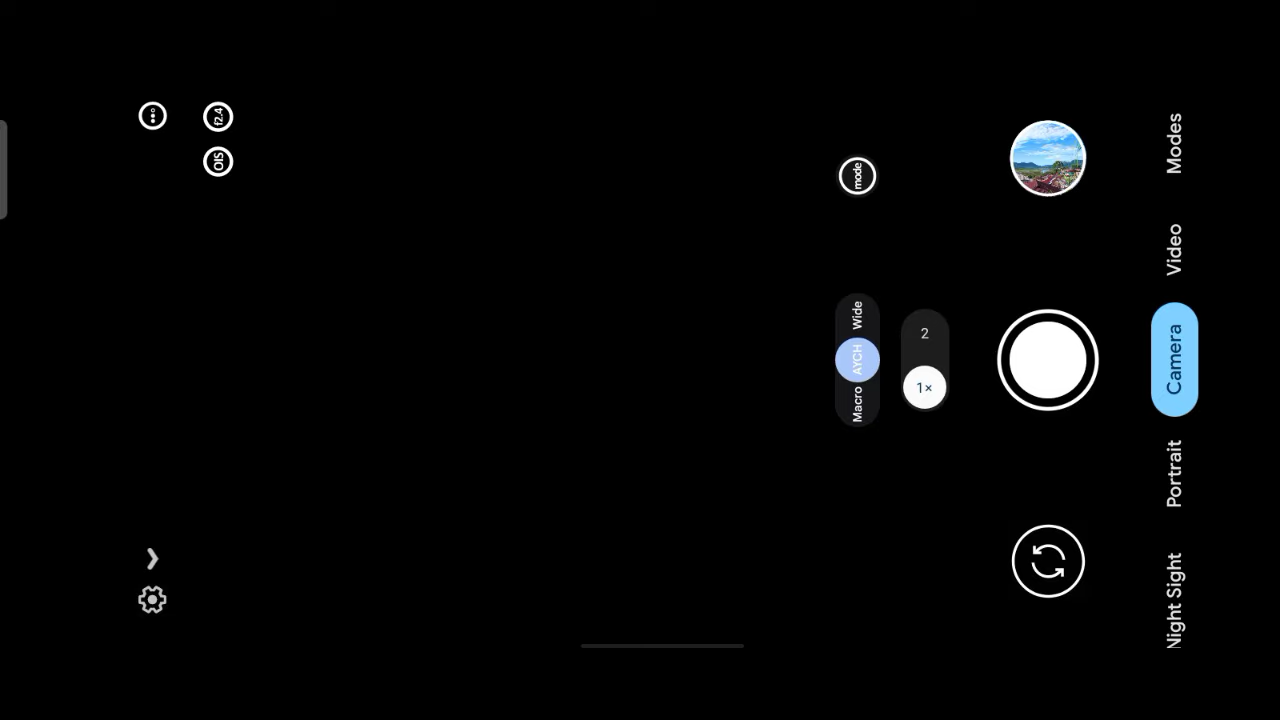 f2.4
OIS
mode
Wide
AYCH
Macro
2
1×
Modes
Video
Camera
Portrait
Night Sight